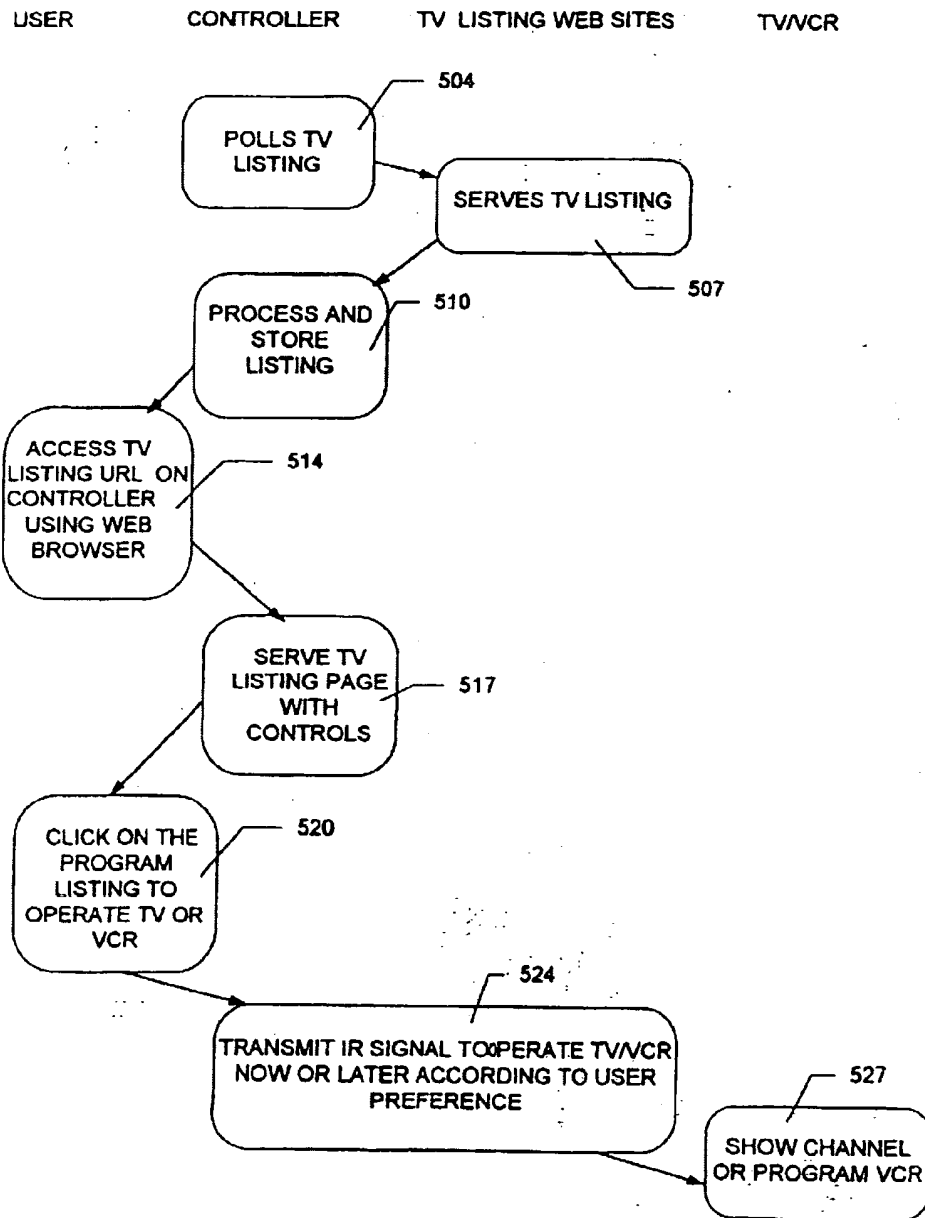 USER CONTROLLER TV LISTING WEB SITES TV/VCR
504
POLLS TV
LISTING
SERVES TV LISTING
507
510
PROCESS AND
STORE
LISTING
ACCESS TV
LISTING URL ON
CONTROLLER
USING WEB
BROWSER
514
SERVE TV
LISTING PAGE
WITH
CONTROLS
517
520
CLICK ON THE
PROGRAM
LISTING TO
OPERATE TV OR
VCR
524
TRANSMIT IR SIGNAL TO OPERATE TV/VCR
NOW OR LATER ACCORDING TO USER
PREFERENCE
527
SHOW CHANNEL
OR PROGRAM VCR